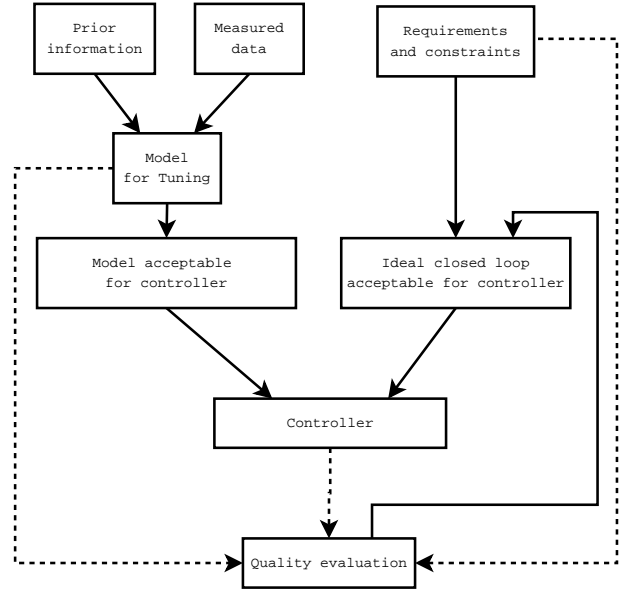 Prior
information
Measured
data
Requirements
and constraints
Model
for Tuning
Model acceptable
for controller
Ideal closed loop
acceptable for controller
Controller
Quality evaluation